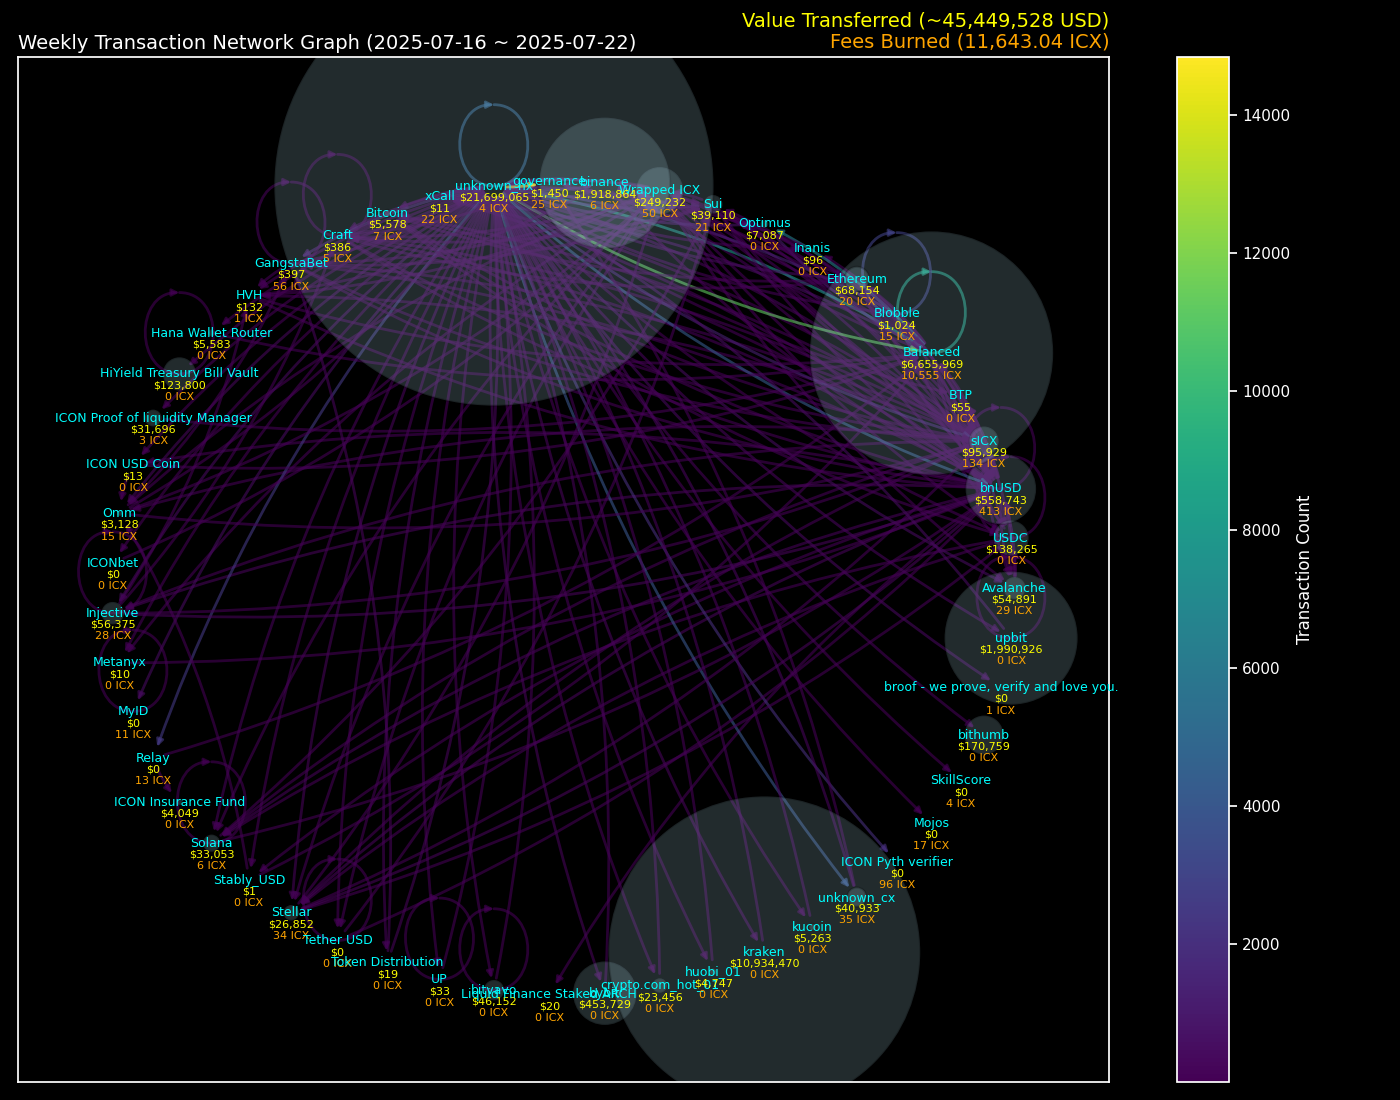 Value Transferred (~45,449,528 USD)
Weekly Transaction Network Graph (2025-07-16 ~ 2025-07-22)
Fees Burned (11,643.04 ICX)
$21,699,065
4 ICX
governance
$1,450
25 ICX
binance
$1,918,864
6 ICX
Wrapped ICX
$249,232
50 ICX
Sui
$39,110
21 ICX
Optimus
$7,087
0 ICX
Inanis
$96
0 ICX
Ethereum
$68,154
20 ICX
Blobble
$1,024
15 ICX
Balanced
$6,655,969
10,555 ICX
BTP
$55
0 ICX
sICX
$95,929
134 ICX
bnUSD
$558,743
413 ICX
USDC
$138,265
0 ICX
Avalanche
$54,891
29 ICX
upbit
$1,990,926
0 ICX
broof - we prove, verify and love you.
$0
1 ICX
bithumb
$170,759
0 ICX
SkillScore
$0
4 ICX
Mojos
$0
17 ICX
ICON Pyth verifier
$0
96 ICX
unknown_cx
$40,933
35 ICX
kucoin
$5,263
0 ICX
kraken
$10,934,470
0 ICX
huobi_01
$4,747
0 ICX
crypto.com_hot_01
$23,456
0 ICX
$453,729
0 ICX
Liquid Finance Staked ARCH
$20
0 ICX
bitvavo
$46,152
0 ICX
UP
$33
0 ICX
Token Distribution
$19
0 ICX
Tether USD
$0
0 ICX
Stellar
$26,852
34 ICX
Stably_USD
$1
0 ICX
Solana
$33,053
6 ICX
ICON Insurance Fund
$4,049
0 ICX
Relay
$0
13 ICX
MyID
$0
11 ICX
Metanyx
$10
0 ICX
Injective
$56,375
28 ICX
ICONbet
$0
0 ICX
Omm
$3,128
15 ICX
ICON USD Coin
$13
0 ICX
ICON Proof of liquidity Manager
$31,696
3 ICX
HiYield Treasury Bill Vault
$123,800
0 ICX
Hana Wallet Router
$5,583
0 ICX
HVH
$132
1 ICX
GangstaBet
$397
56 ICX
Craft
$386
5 ICX
Bitcoin
$5,578
7 ICX
xCall
$11
22 ICX
14000
12000
10000
8000
6000
4000
2000
Transaction Count